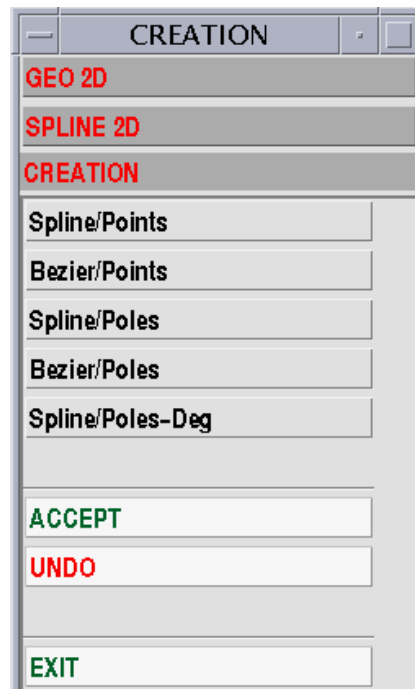 CREATION
GEO 2D
SPLINE 2D
CREATION
Spline/Points
Bezier/Points
Spline/Poles
Bezier/Poles
Spline/Poles-Deg
ACCEPT
UNDO
EXIT